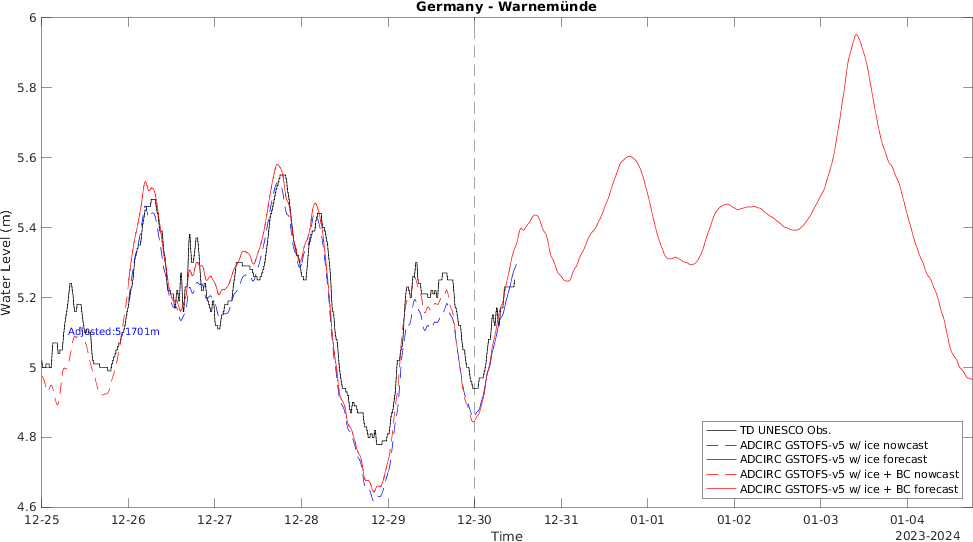 Germany - Warnemünde
6
5.8
5.6
5.4
5.2
5
4.8
4.6
Water Level (m)
Adjusted:5.1701m
TD UNESCO Obs.
ADCIRC GSTOFS-v5 w/ ice nowcast
ADCIRC GSTOFS-v5 w/ ice forecast
ADCIRC GSTOFS-v5 w/ ice + BC nowcast
ADCIRC GSTOFS-v5 w/ ice + BC forecast
12-25 12-26 12-27 12-28 12-29 12-30 12-31 01-01 01-02 01-03 01-04
Time
2023-2024